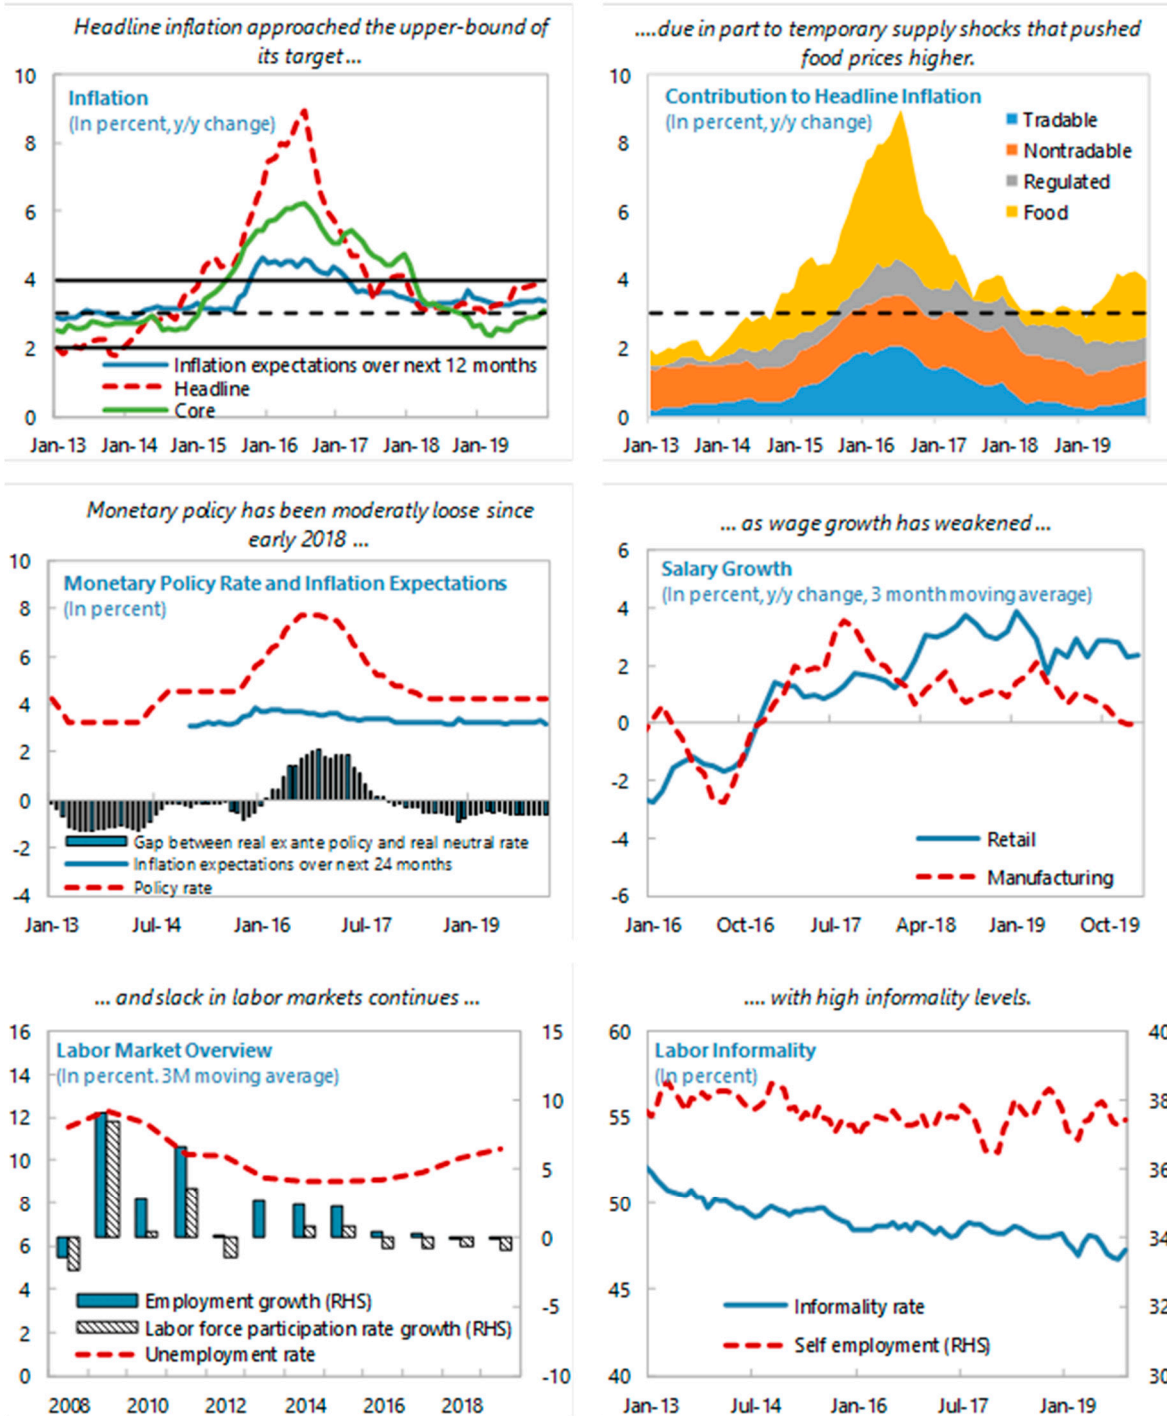 Headline inflation approached the upper-bound of
its target ...
Inflation
(In percent, y/y change)
10
8
6
4
2
0
Inflation expectations over next 12 months
Headline
Core
Jan-13 Jan-14 Jan-15 Jan-16 Jan-17 Jan-18 Jan-19
....due in part to temporary supply shocks that pushed
food prices higher.
Contribution to Headline Inflation
(In percent, y/y change)
Tradable
Nontradable
Regulated
Food
10
8
6
4
2
0
Jan-13 Jan-14 Jan-15 Jan-16 Jan-17 Jan-18 Jan-19
Monetary policy has been moderately loose since
early 2018 ...
Monetary Policy Rate and Inflation Expectations
(In percent)
10
8
6
4
2
0
-2
-4
Gap between real ex ante policy and real neutral rate
Inflation expectations over next 24 months
Policy rate
Jan-13 Jul-14 Jan-16 Jul-17 Jan-19
... as wage growth has weakened ...
Salary Growth
(In percent, y/y change, 3 month moving average)
6
4
2
0
-2
-4
-6
Retail
Manufacturing
Jan-16 Oct-16 Jul-17 Apr-18 Jan-19 Oct-19
... and slack in labor markets continues ...
Labor Market Overview
(In percent. 3M moving average)
16
14
12
10
8
6
4
2
0
15
10
5
0
-5
-10
Employment growth (RHS)
Labor force participation rate growth (RHS)
Unemployment rate
2008 2010 2012 2014 2016 2018
.... with high informality levels.
Labor Informality
(In percent)
60
55
50
45
40
40
38
36
34
32
30
Informality rate
Self employment (RHS)
Jan-13 Jul-14 Jan-16 Jul-17 Jan-19